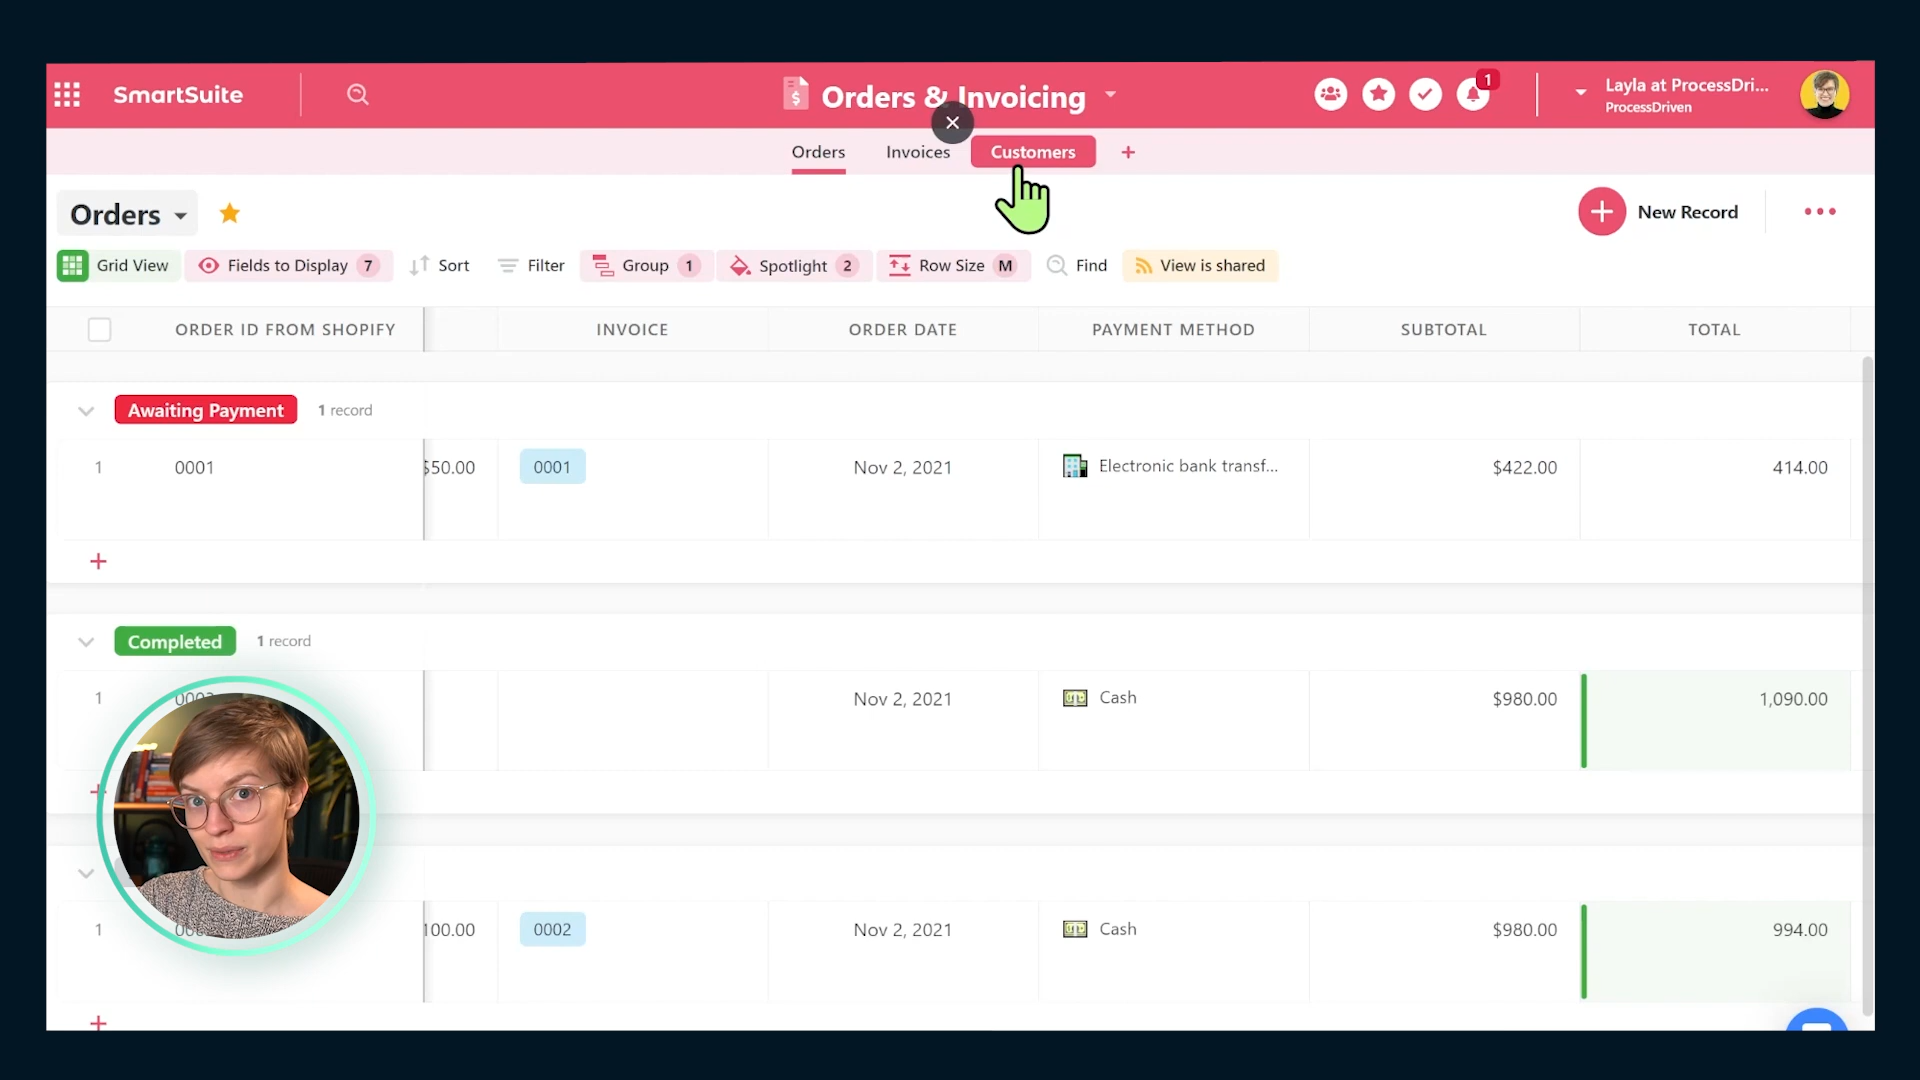 SmartSuite
Orders & Invoicing
1
Layla at ProcessDri...
ProcessDriven
Orders
Invoices
Customers
+
Orders
New Record
Grid View
Fields to Display 7
Sort
Filter
Group 1
Spotlight 2
Row Size M
Find
View is shared
ORDER ID FROM SHOPIFY
INVOICE
ORDER DATE
PAYMENT METHOD
SUBTOTAL
TOTAL
Awaiting Payment 1 record
1 0001 $50.00 0001 Nov 2, 2021 Electronic bank transf... $422.00 414.00
+
Completed 1 record
1 Nov 2, 2021 Cash $980.00 1,090.00
1 100.00 0002 Nov 2, 2021 Cash $980.00 994.00
+